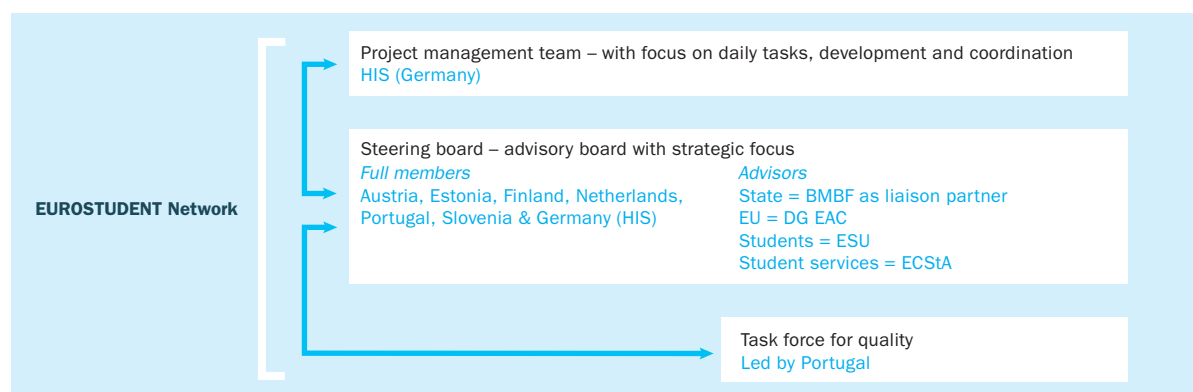 Project management team – with focus on daily tasks, development and coordination
HIS (Germany)
Steering board – advisory board with strategic focus
Full members
Austria, Estonia, Finland, Netherlands,
Portugal, Slovenia & Germany (HIS)
Advisors
State = BMBF as liaison partner
EU = DG EAC
Students = ESU
Student services = ECStA
EUROSTUDENT Network
Task force for quality
Led by Portugal